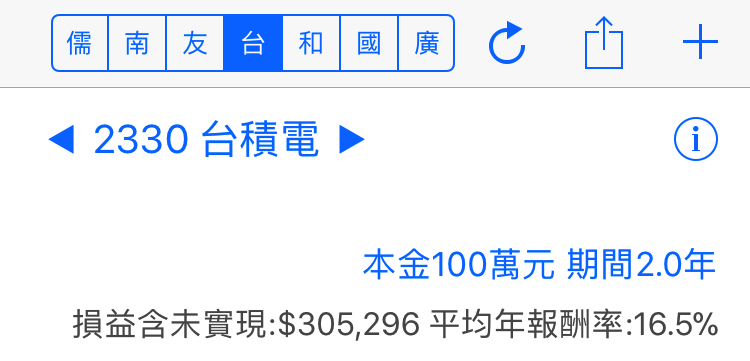 儒 南 友 台 和 國 廣
2330 台積電
本金100萬元 期間2.0年
損益含未實現:$305,296 平均年報酬率:16.5%